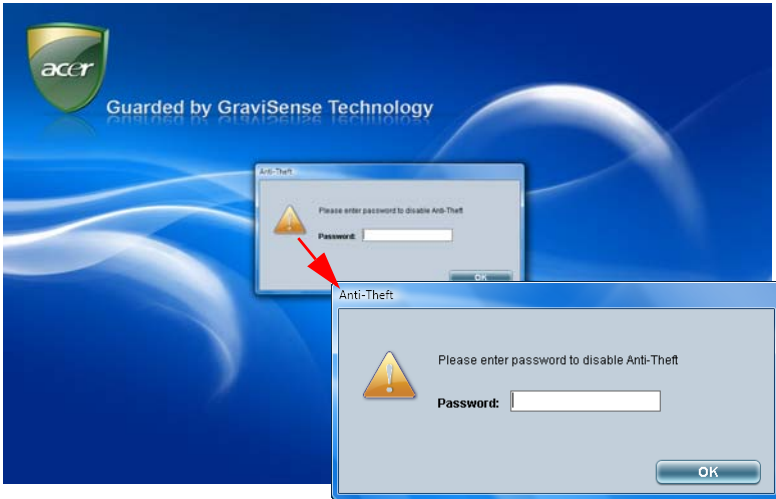 acer
Guarded by GraviSense Technology
Anti-Theft
Please enter password to disable Anti-Theft
Password:
OK
Anti-Theft
Please enter password to disable Anti-Theft
Password:
OK